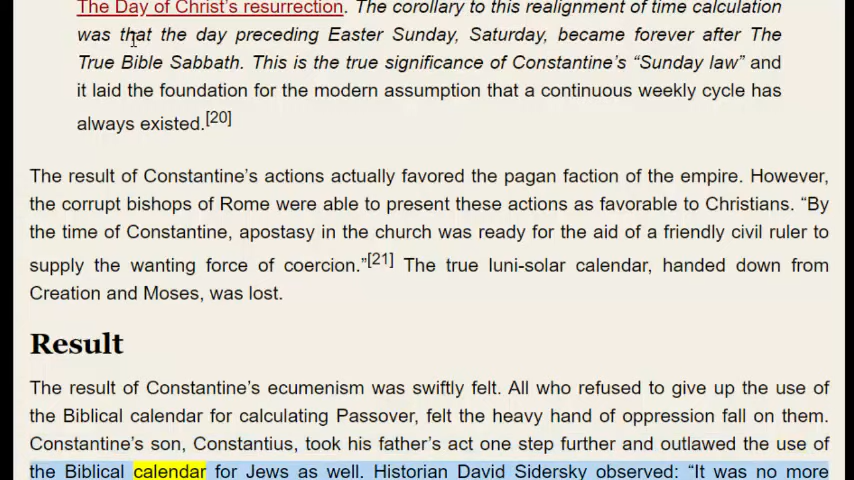 The Day of Christ's resurrection. The corollary to this realignment of time calculation
was that the day preceding Easter Sunday, Saturday, became forever after The
True Bible Sabbath. This is the true significance of Constantine's “Sunday law” and
it laid the foundation for the modern assumption that a continuous weekly cycle has
always existed.[20]
The result of Constantine's actions actually favored the pagan faction of the empire. However,
the corrupt bishops of Rome were able to present these actions as favorable to Christians. “By
the time of Constantine, apostasy in the church was ready for the aid of a friendly civil ruler to
supply the wanting force of coercion.”[21] The true luni-solar calendar, handed down from
Creation and Moses, was lost.
Result
The result of Constantine's ecumenism was swiftly felt. All who refused to give up the use of
the Biblical calendar for calculating Passover, felt the heavy hand of oppression fall on them.
Constantine's son, Constantius, took his father's act one step further and outlawed the use of
the Biblical calendar for Jews as well. Historian David Sidersky observed: “It was no more